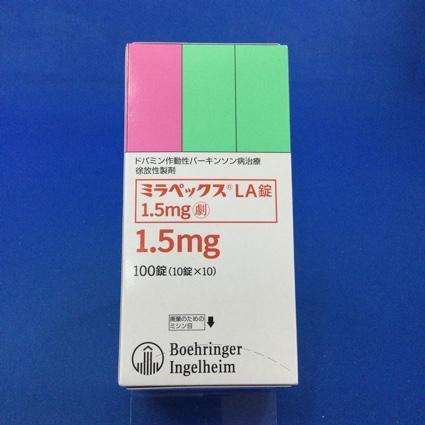 ドパミン作動性パーキンソン病治療
徐放性製剤
ミラペックス® LA錠
1.5mg 劇
1.5mg
100錠(10錠×10)
廃棄のための
ミシン目
Boehringer
Ingelheim